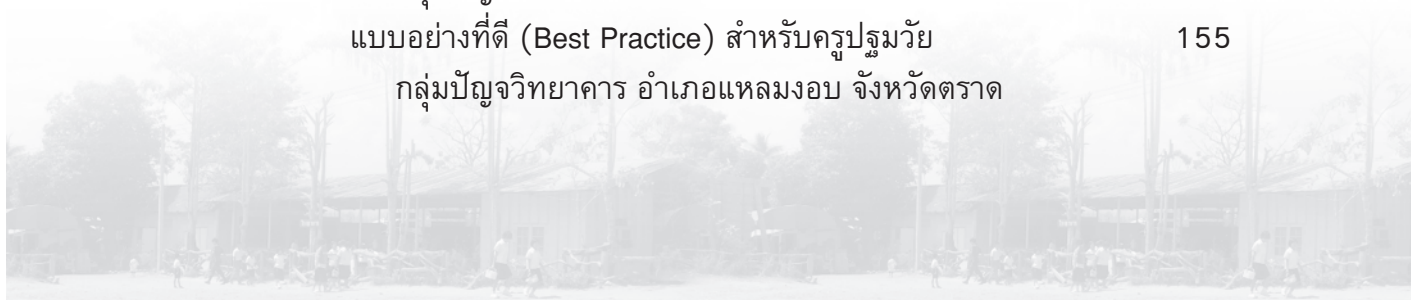 แบบอย่างที่ดี (Best Practice) สำหรับครูปฐมวัย 155
กลุ่มปัญจวิทยาคาร อำเภอแหลมงอบ จังหวัดตราด